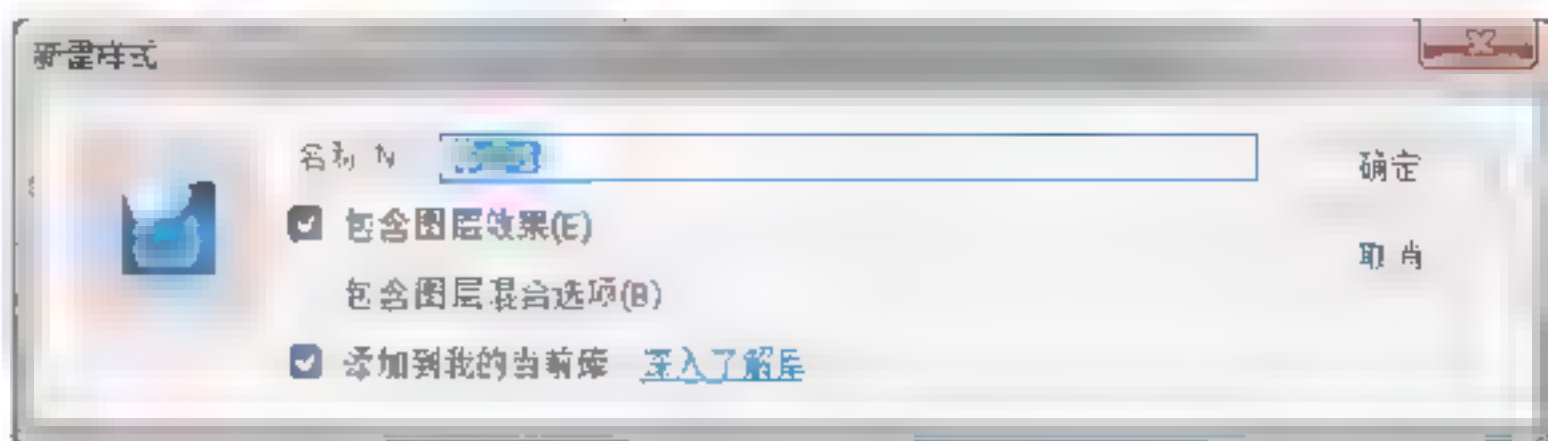 新建样式
名称 N
确定
包含图层效果(E)
取消
包含图层混合选项(B)
添加到我的当前库 深入了解库